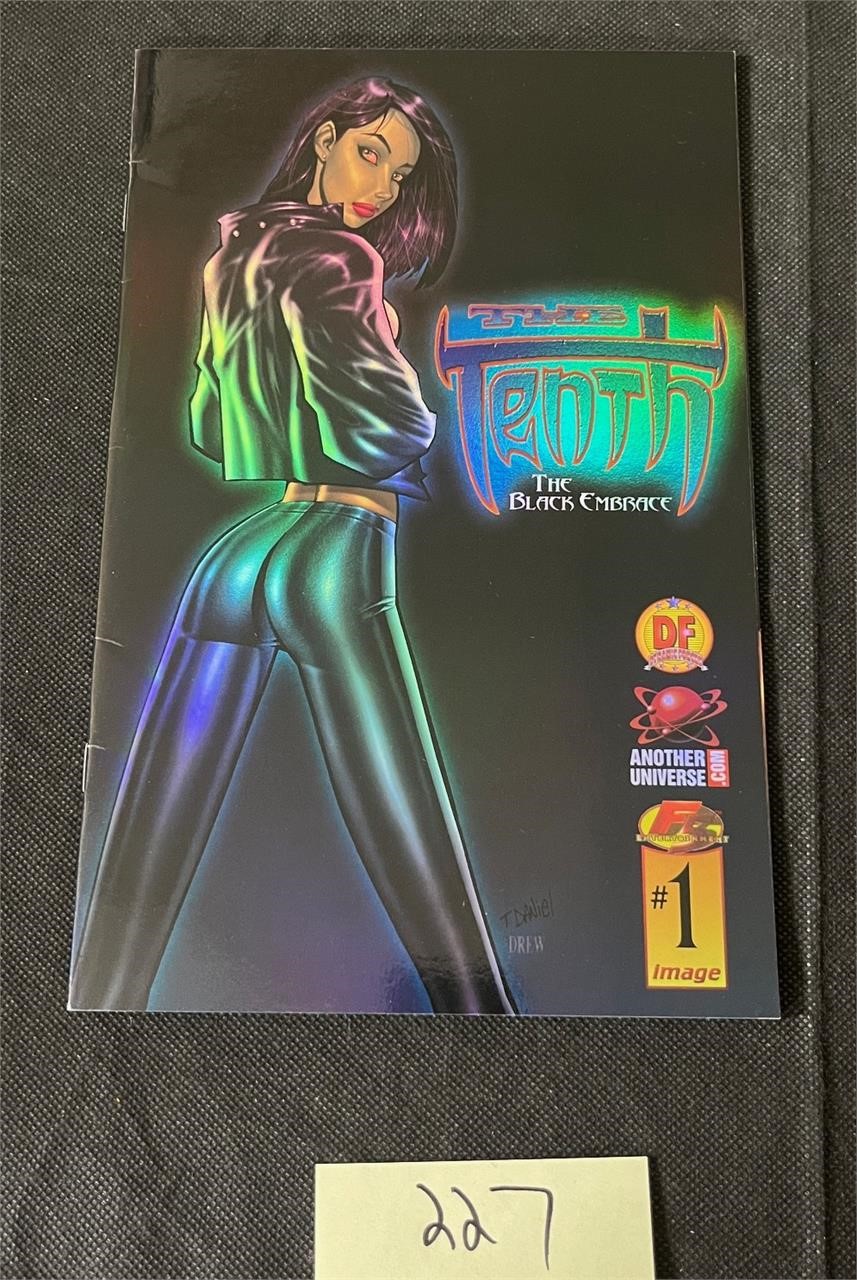 THE
Tenth
THE
BLACK EMBRACE
DF
ANOTHER
UNIVERSE
.COM
#1
image
T DANiel
DREW
227